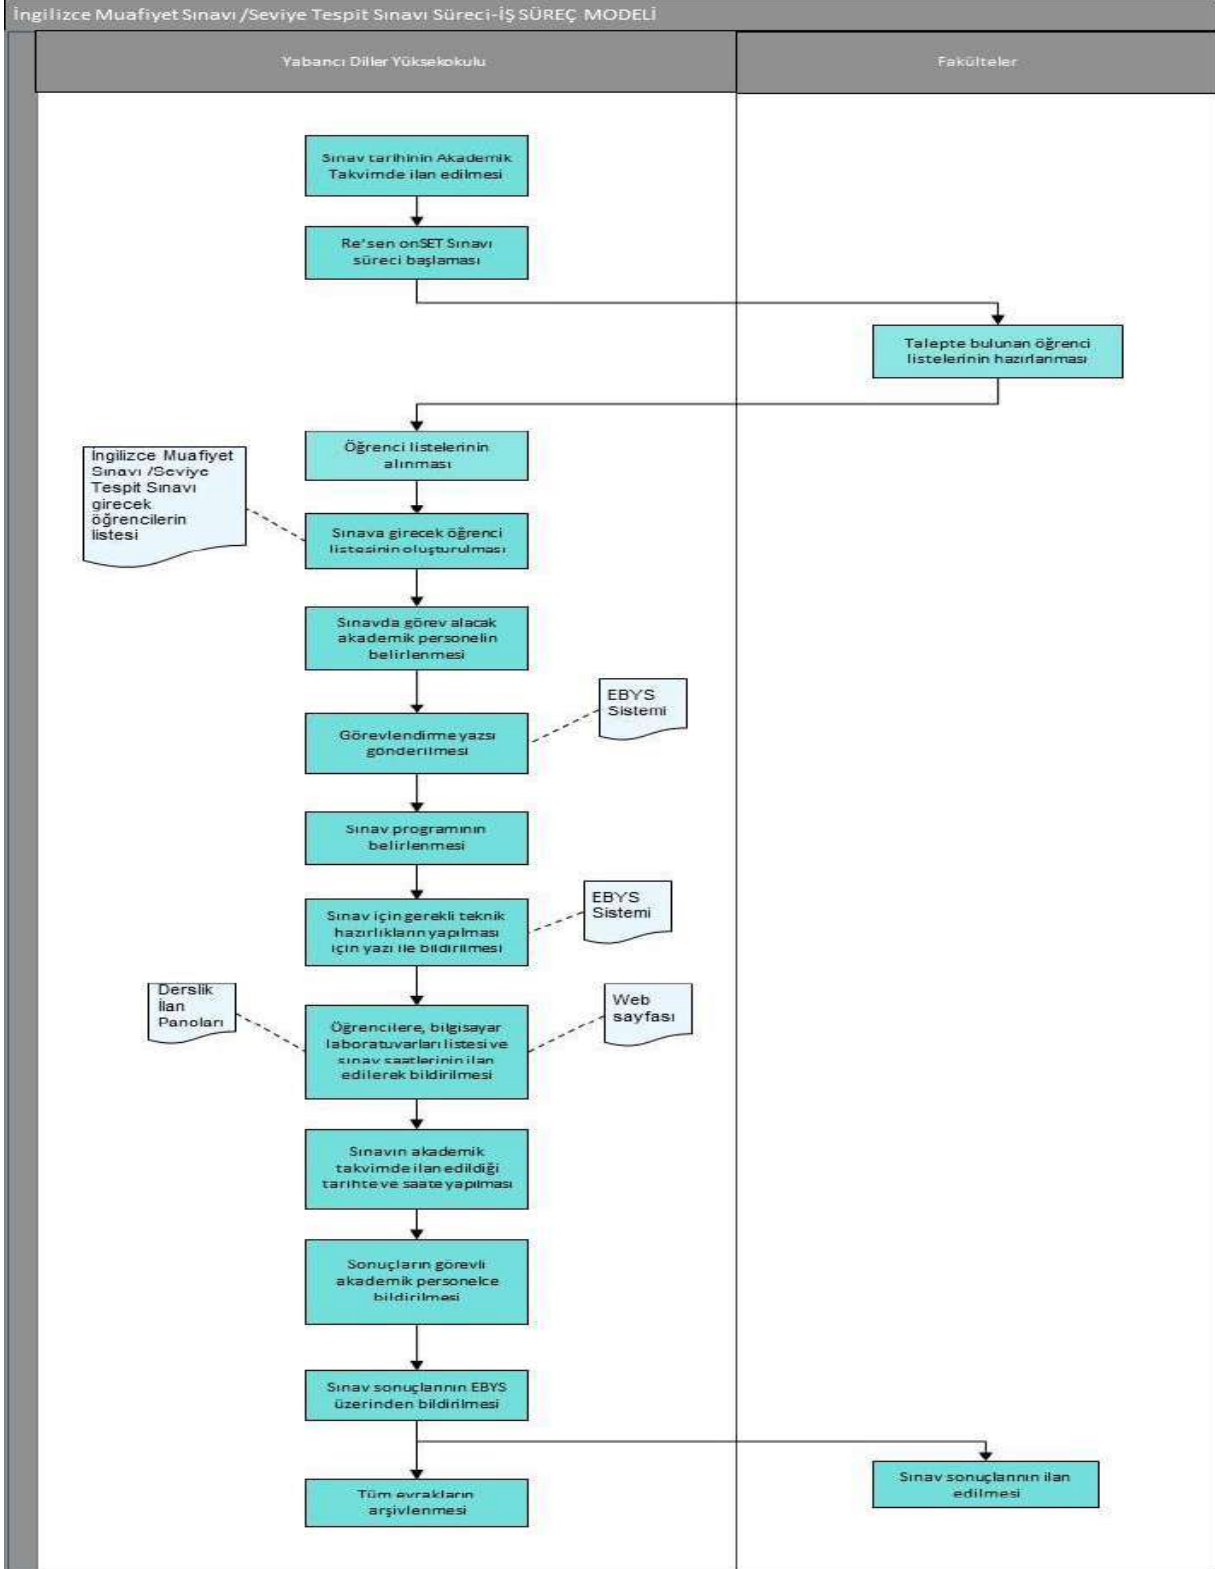 İngilizce Muafiyet Sınavı /Seviye Tespit Sınavı Süreci-İŞ SÜREÇ MODELİ
Yabancı Diller Yüksekokulu
Fakülteler
Sınav tarihinin Akademik
Takvimde ilan edilmesi
Re'sen onSET Sınavı
süreci başlaması
Talepte bulunan öğrenci
listelerinin hazırlanması
Öğrenci listelerinin
alınması
İngilizce Muafiyet
Sınavı /Seviye
Tespit Sınavı
girecek
öğrencilerin
listesi
Sınava girecek öğrenci
listesinin oluşturulması
Sınavda görev alacak
akademik personelin
belirlenmesi
EBYS
Sistemi
Görevlendirme yazsı
gönderilmesi
Sınav programının
belirlenmesi
EBYS
Sistemi
Sınav için gerekli teknik
hazırlıkların yapılması
için yazı ile bildirilmesi
Derslik
İlan
Panoları
Web
sayfası
Öğrencilere, bilgisayar
laboratuvarları listesi ve
sınav saatlerinin ilan
edilerek bildirilmesi
Sınavın akademik
takvimde ilan edildiği
tarihte ve saate yapılması
Sonuçların görevli
akademik personelce
bildirilmesi
Sınav sonuçlarının EBYS
üzerinden bildirilmesi
Sınav sonuçlarının ilan
edilmesi
Tüm evrakların
arşivlenmesi